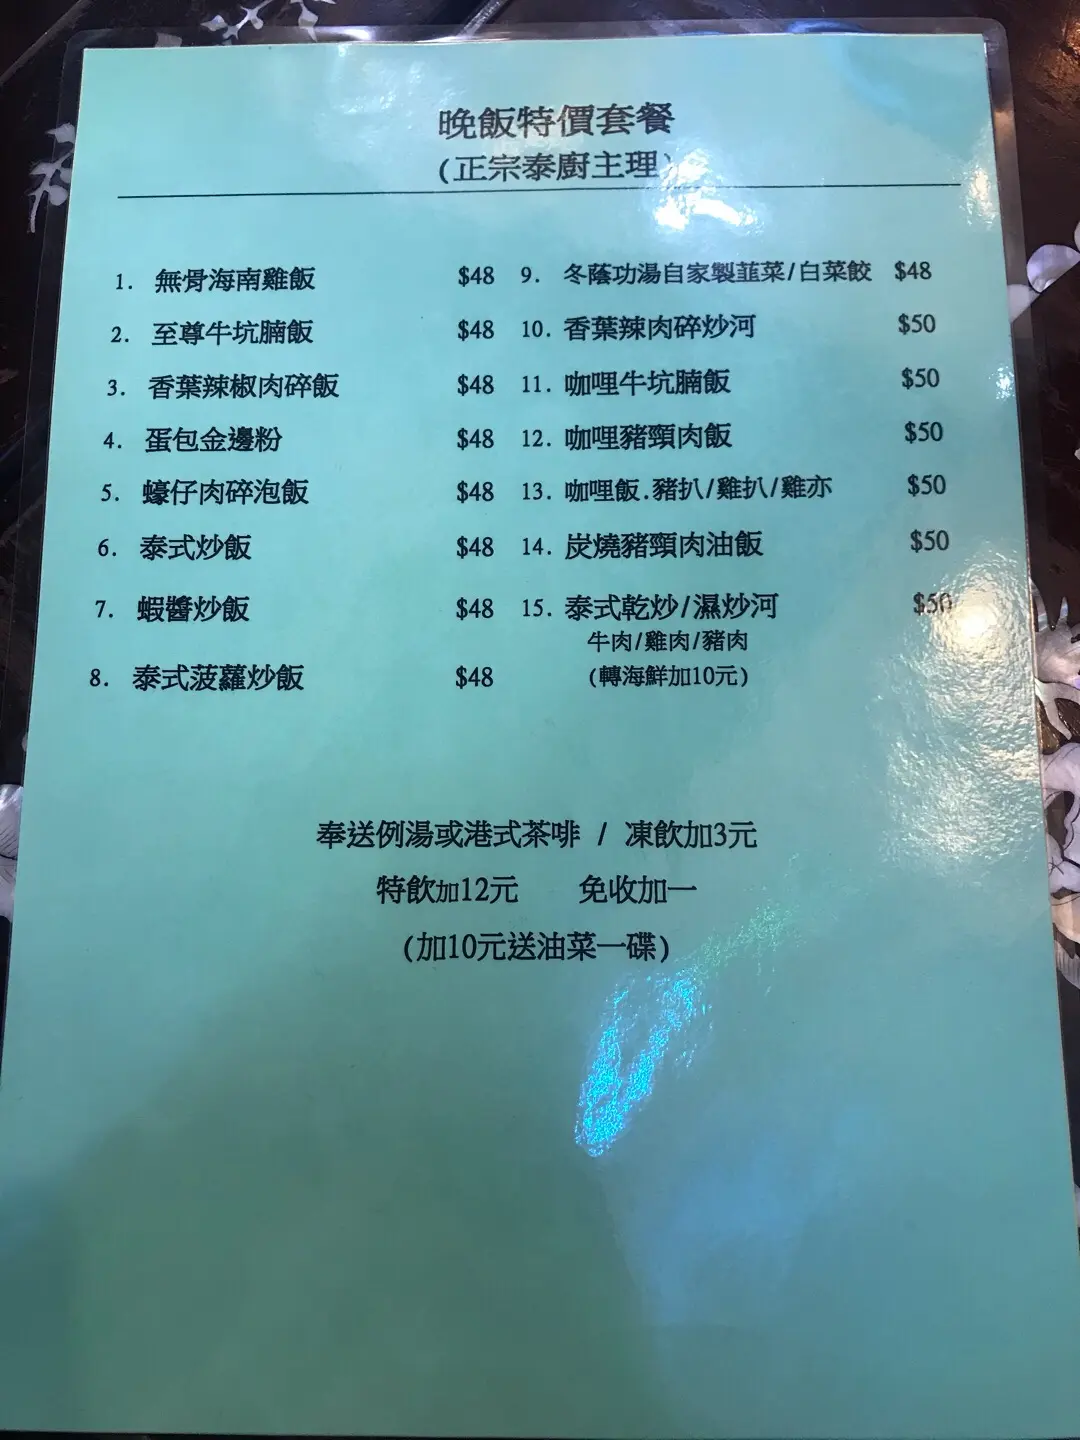 晚飯特價套餐
(正宗泰廚主理)
1. 無骨海南雞飯 $48
2. 至尊牛坑腩飯 $48
3. 香葉辣椒肉碎飯 $48
4. 蛋包金邊粉 $48
5. 蠔仔肉碎泡飯 $48
6. 泰式炒飯 $48
7. 蝦醬炒飯 $48
8. 泰式菠蘿炒飯 $48
9. 冬蔭功湯自家製韮菜/白菜餃 $48
10. 香葉辣肉碎炒河 $50
11. 咖哩牛坑腩飯 $50
12. 咖哩豬頸肉飯 $50
13. 咖哩飯.豬扒/雞扒/雞亦 $50
14. 炭燒豬頸肉油飯 $50
15. 泰式乾炒/濕炒河 $50
牛肉/雞肉/豬肉
(轉海鮮加10元)
奉送例湯或港式茶啡 / 凍飲加3元
特飲加12元 免收加一
(加10元送油菜一碟)